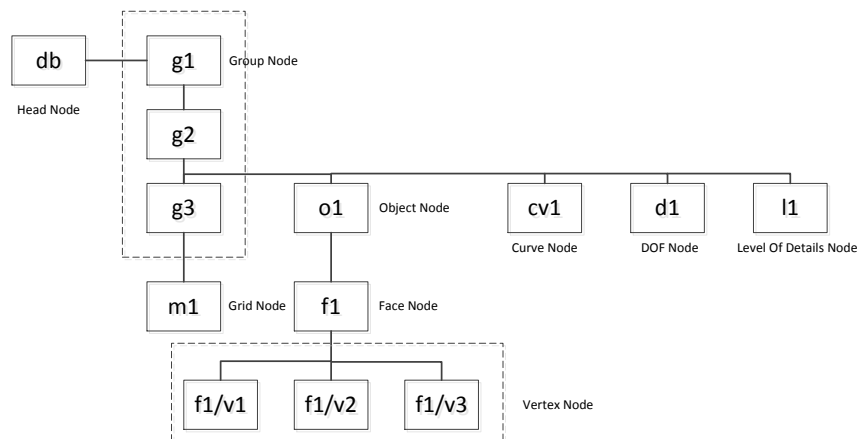 db
g1
Group Node
Head Node
g2
g3
o1
Object Node
cv1
d1
l1
Curve Node
DOF Node
Level Of Details Node
m1
Grid Node
f1
Face Node
f1/v1
f1/v2
f1/v3
Vertex Node